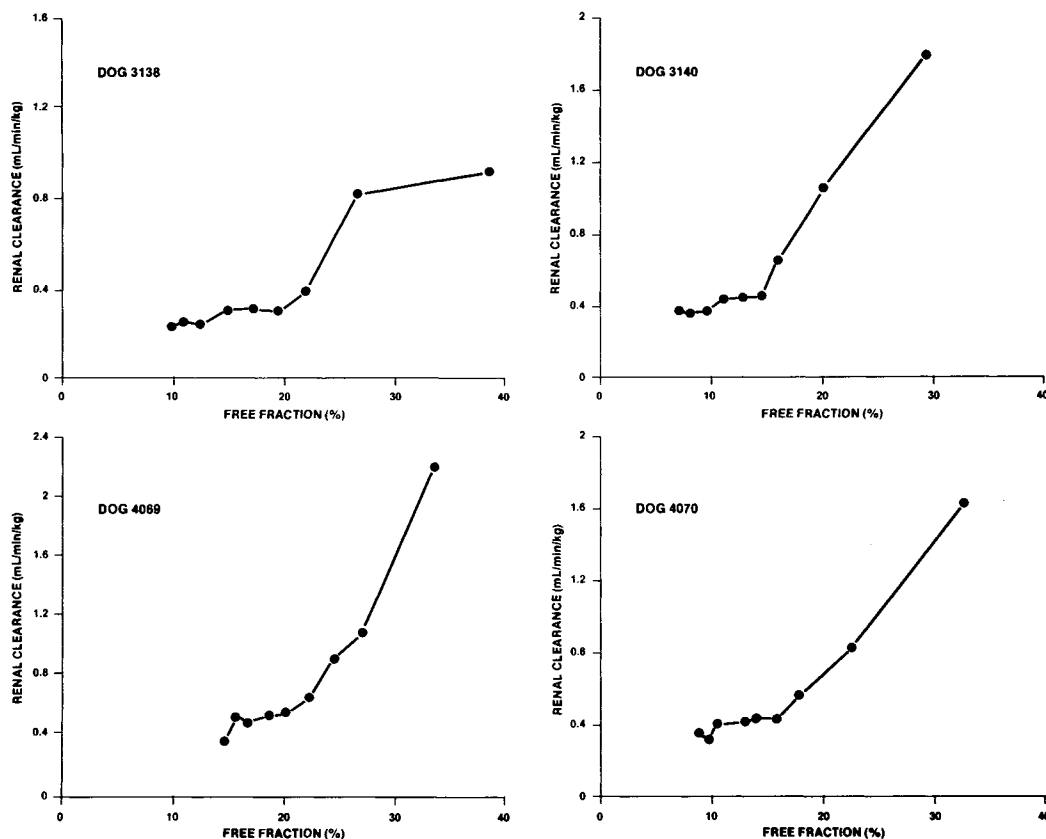 1.6
1.2
0.8
0.4
0
RENAL CLEARANCE (mL/min/kg)
DOG 3138
0 10 20 30 40
FREE FRACTION (%)
2
1.6
1.2
0.8
0.4
0
RENAL CLEARANCE (mL/min/kg)
DOG 3140
0 10 20 30 40
FREE FRACTION (%)
2.4
2
1.6
1.2
0.8
0.4
0
RENAL CLEARANCE (mL/min/kg)
DOG 4069
0 10 20 30 40
FREE FRACTION (%)
2
1.6
1.2
0.8
0.4
0
RENAL CLEARANCE (mL/min/kg)
DOG 4070
0 10 20 30 40
FREE FRACTION (%)